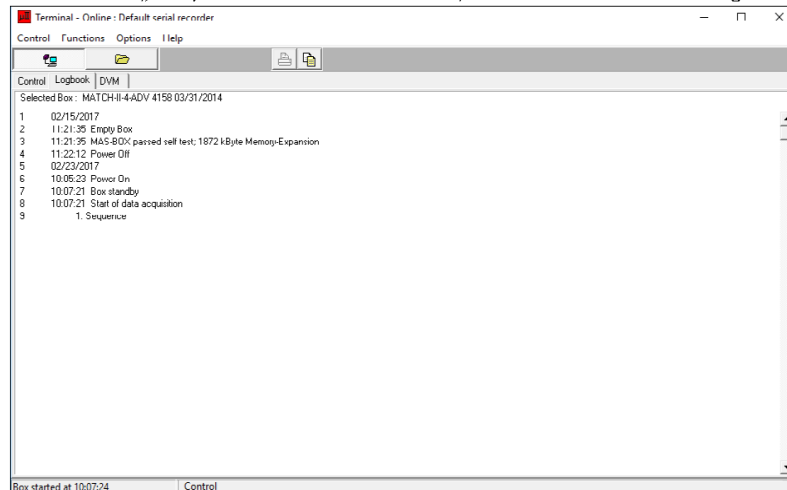 Terminal - Online : Default serial recorder
Control Functions Options Help
Control Logbook DVM
Selected Box : MATCH-II-4-ADV 4158 03/31/2014
1 02/15/2017
2 11:21:35 Empty Box
3 11:21:35 MAS-BOX passed self test; 1872 kByte Memory-Expansion
4 11:22:12 Power Off
5 02/23/2017
6 10:05:23 Power On
7 10:07:21 Box standby
8 10:07:21 Start of data acquisition
9 1. Sequence
Box started at 10:07:24 Control